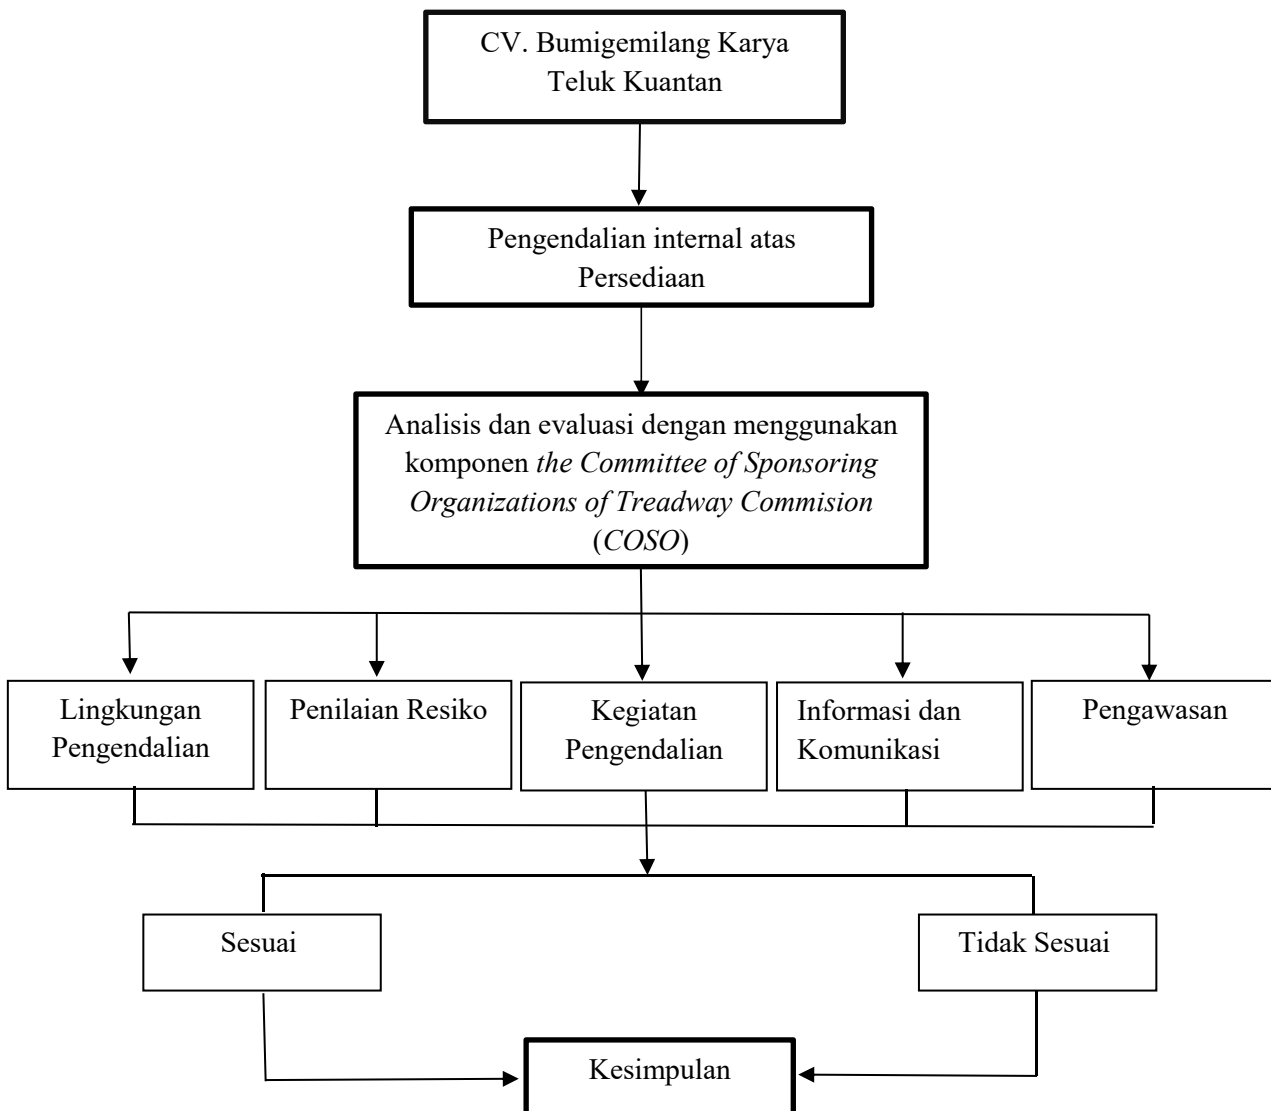 CV. Bumigemilang Karya
Teluk Kuantan
Pengendalian internal atas
Persediaan
Analisis dan evaluasi dengan menggunakan
komponen the Committee of Sponsoring
Organizations of Treadway Commision
(COSO)
Lingkungan
Pengendalian
Penilaian Resiko
Kegiatan
Pengendalian
Informasi dan
Komunikasi
Pengawasan
Sesuai
Tidak Sesuai
Kesimpulan